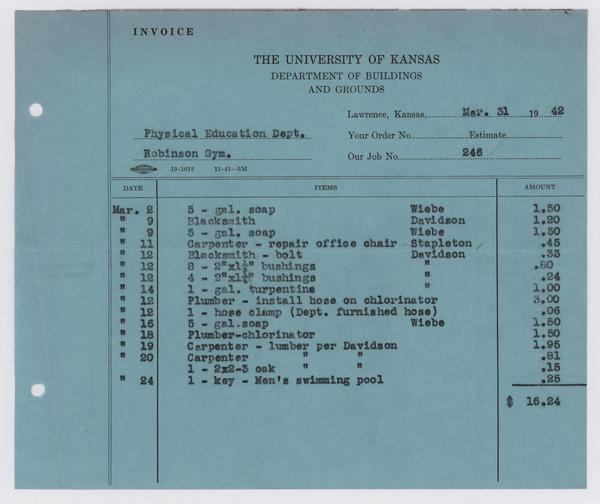 INVOICE
THE UNIVERSITY OF KANSAS
DEPARTMENT OF BUILDINGS
AND GROUNDS
Lawrence, Kansas, Mar. 31 19 42
Physical Education Dept. Your Order No. Estimate
Robinson Gym. Our Job No. 246
19-1612 11-41-5M
DATE ITEMS AMOUNT
Mar. 2 5 - gal. soap Wiebe 1.50
" 9 Blacksmith Davidson 1.20
" 9 5 - gal. soap Wiebe 1.50
" 11 Carpenter - repair office chair Stapleton .45
" 12 Blacksmith - bolt Davidson .33
" 12 8 - 2"x1½" bushings " .80
" 12 4 - 2"x1½" bushings " .24
" 14 1 - gal. turpentine " 1.00
" 12 Plumber - install hose on chlorinator 3.00
" 12 1 - hose clamp (Dept. furnished hose) .06
" 16 5 - gal.soap Wiebe 1.50
" 18 Plumber-chlorinator 1.50
" 19 Carpenter - lumber per Davidson 1.95
" 20 Carpenter " " .81
1 - 2x2-3 oak " " .15
" 24 1 - key - Men's swimming pool .25
$ 16.24